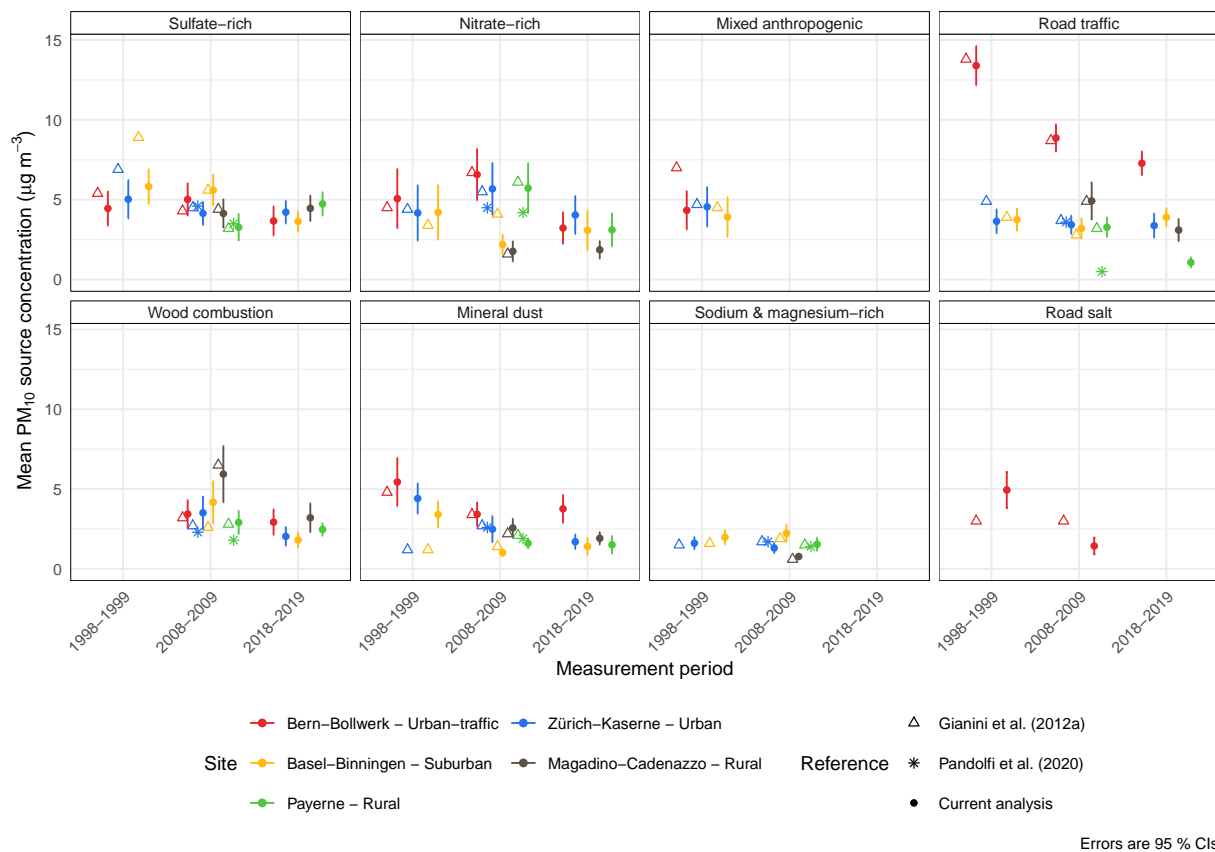 Sulfate−rich
Nitrate−rich
Mixed anthropogenic
Road traffic
15
10
5
0
Wood combustion
Mineral dust
Sodium & magnesium−rich
Road salt
15
10
5
0
Mean PM₁₀ source concentration (µg m⁻³)
1998−1999
2008−2009
2018−2019
1998−1999
2008−2009
2018−2019
1998−1999
2008−2009
2018−2019
1998−1999
2008−2009
2018−2019
Measurement period
Site
Bern−Bollwerk − Urban−traffic
Basel−Binningen − Suburban
Payerne − Rural
Zürich−Kaserne − Urban
Magadino−Cadenazzo − Rural
Reference
Gianini et al. (2012a)
Pandolfi et al. (2020)
Current analysis
Errors are 95 % CIs